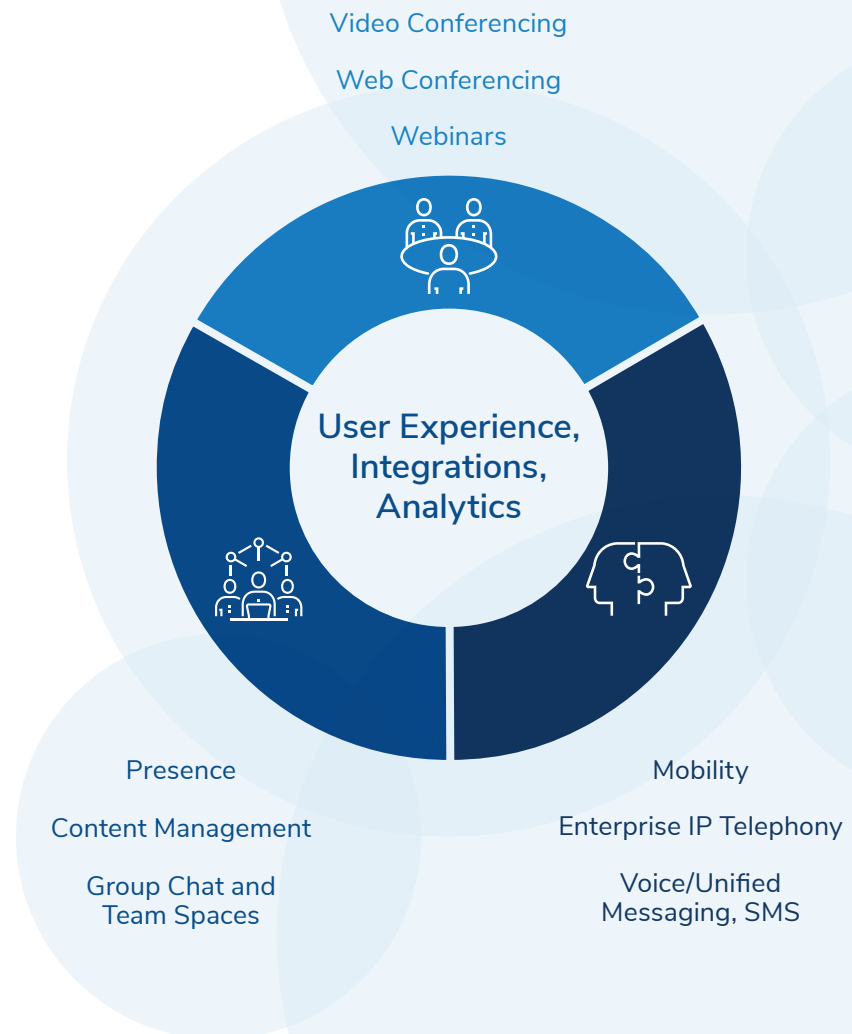 Video Conferencing
Web Conferencing
Webinars
User Experience,
Integrations,
Analytics
Presence
Content Management
Group Chat and
Team Spaces
Mobility
Enterprise IP Telephony
Voice/Unified
Messaging, SMS